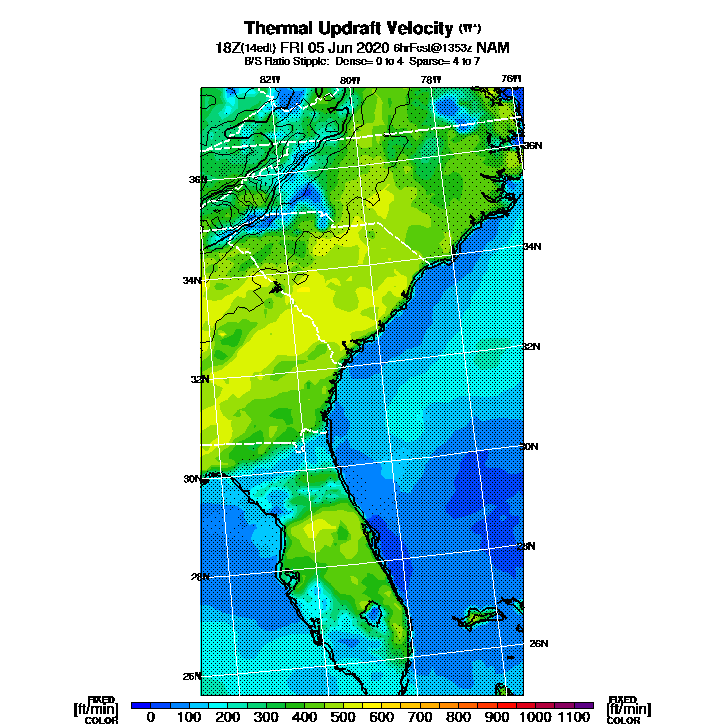 Thermal Updraft Velocity (W*)
18Z(14edt) FRI 05 Jun 2020 6hrFcst@1353z NAM
B/S Ratio Stipple: Dense= 0 to 4 Sparse= 4 to 7
82W 80W 78W 76W
36N
36N
34N
34N
32N
32N
30N
30N
28N
28N
26N
26N
FIXED FIXED
[ft/min] [ft/min]
COLOR COLOR
0 100 200 300 400 500 600 700 800 900 1000 1100